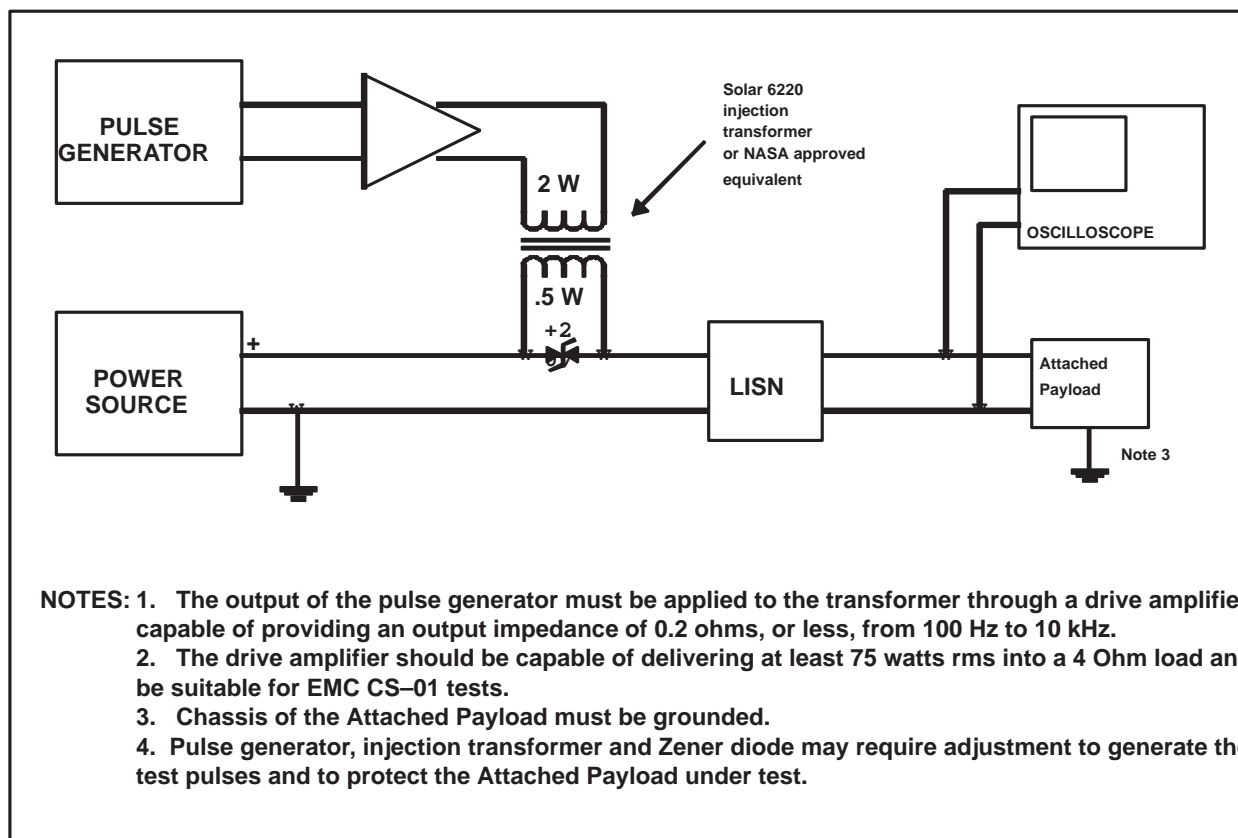 PULSE
GENERATOR
Solar 6220
injection
transformer
or NASA approved
equivalent
2 W
.5 W
+2
OSCILLOSCOPE
+
POWER
SOURCE
LISN
Attached
Payload
Note 3
NOTES: 1. The output of the pulse generator must be applied to the transformer through a drive amplifie
capable of providing an output impedance of 0.2 ohms, or less, from 100 Hz to 10 kHz.
2. The drive amplifier should be capable of delivering at least 75 watts rms into a 4 Ohm load an
be suitable for EMC CS–01 tests.
3. Chassis of the Attached Payload must be grounded.
4. Pulse generator, injection transformer and Zener diode may require adjustment to generate the
test pulses and to protect the Attached Payload under test.